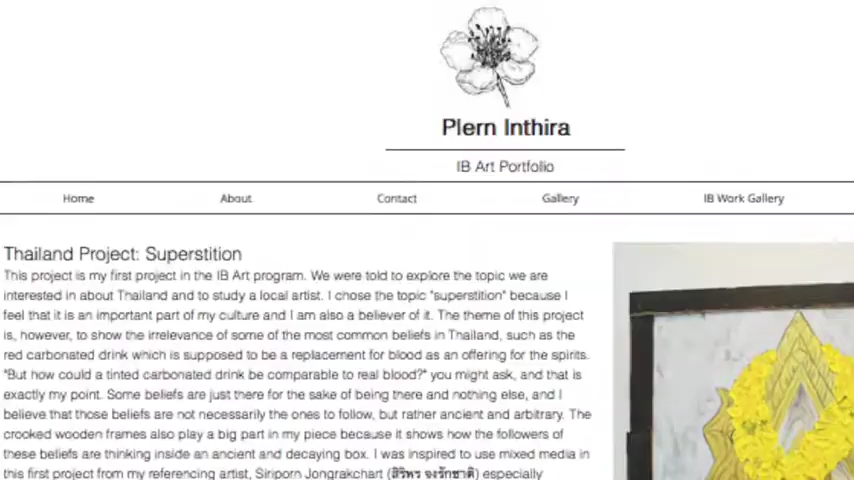 Plern Inthira
IB Art Portfolio
Home About Contact Gallery IB Work Gallery
Thailand Project: Superstition
This project is my first project in the IB Art program. We were told to explore the topic we are
interested in about Thailand and to study a local artist. I chose the topic "superstition" because I
feel that it is an important part of my culture and I am also a believer of it. The theme of this project
is, however, to show the irrelevance of some of the most common beliefs in Thailand, such as the
red carbonated drink which is supposed to be a replacement for blood as an offering for the spirits.
"But how could a tinted carbonated drink be comparable to real blood?" you might ask, and that is
exactly my point. Some beliefs are just there for the sake of being there and nothing else, and I
believe that those beliefs are not necessarily the ones to follow, but rather ancient and arbitrary. The
crooked wooden frames also play a big part in my piece because it shows how the followers of
these beliefs are thinking inside an ancient and decaying box. I was inspired to use mixed media in
this first project from my referencing artist, Siriporn Jongrakchart (สิริพร จงรักชาติ) especially